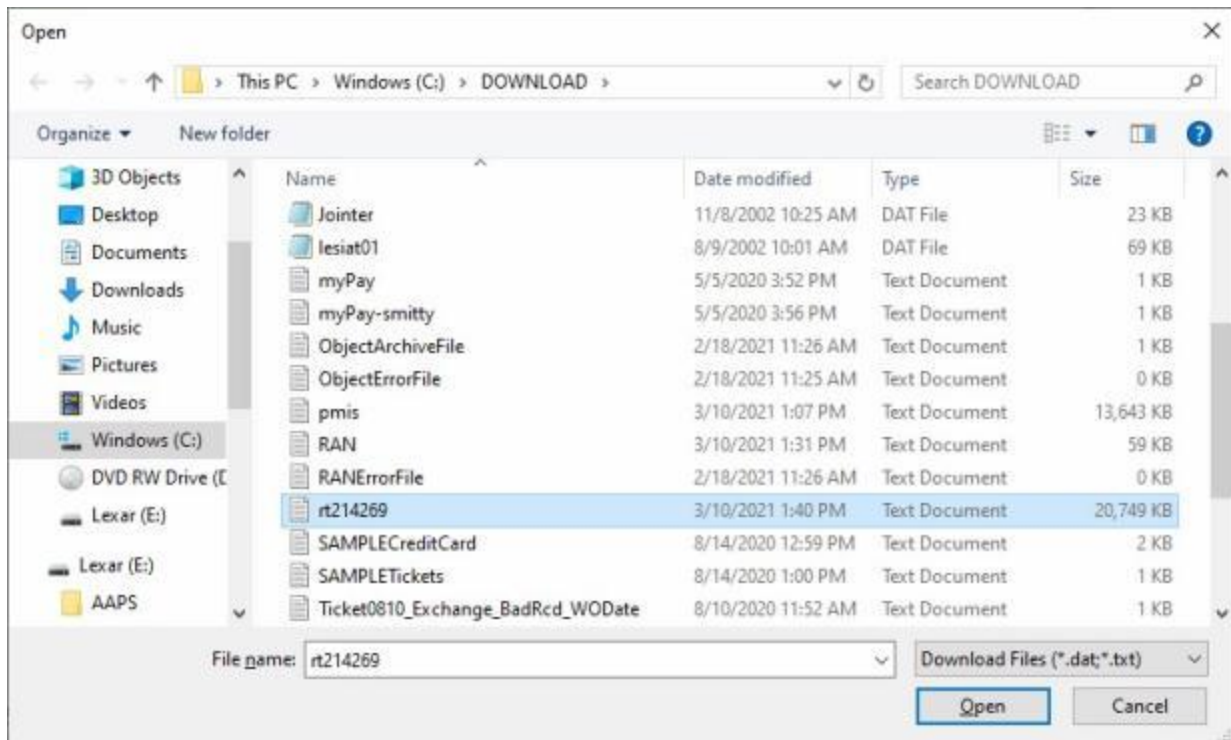 Open
This PC > Windows (C:) > DOWNLOAD >
Search DOWNLOAD
Organize
New folder
3D Objects
Desktop
Documents
Downloads
Music
Pictures
Videos
Windows (C:)
DVD RW Drive (D
Lexar (E:)
Lexar (E:)
AAPS
Name Date modified Type Size
Jointer 11/8/2002 10:25 AM DAT File 23 KB
lesiat01 8/9/2002 10:01 AM DAT File 69 KB
myPay 5/5/2020 3:52 PM Text Document 1 KB
myPay-smitty 5/5/2020 3:56 PM Text Document 1 KB
ObjectArchiveFile 2/18/2021 11:26 AM Text Document 1 KB
ObjectErrorFile 2/18/2021 11:25 AM Text Document 0 KB
pmis 3/10/2021 1:07 PM Text Document 13,643 KB
RAN 3/10/2021 1:31 PM Text Document 59 KB
RANErrorFile 2/18/2021 11:26 AM Text Document 0 KB
rt214269 3/10/2021 1:40 PM Text Document 20,749 KB
SAMPLECreditCard 8/14/2020 12:59 PM Text Document 2 KB
SAMPLETickets 8/14/2020 1:00 PM Text Document 1 KB
Ticket0810_Exchange_BadRcd_WODate 8/10/2020 11:52 AM Text Document 1 KB
File name: rt214269
Download Files (*.dat;*.txt)
Open
Cancel